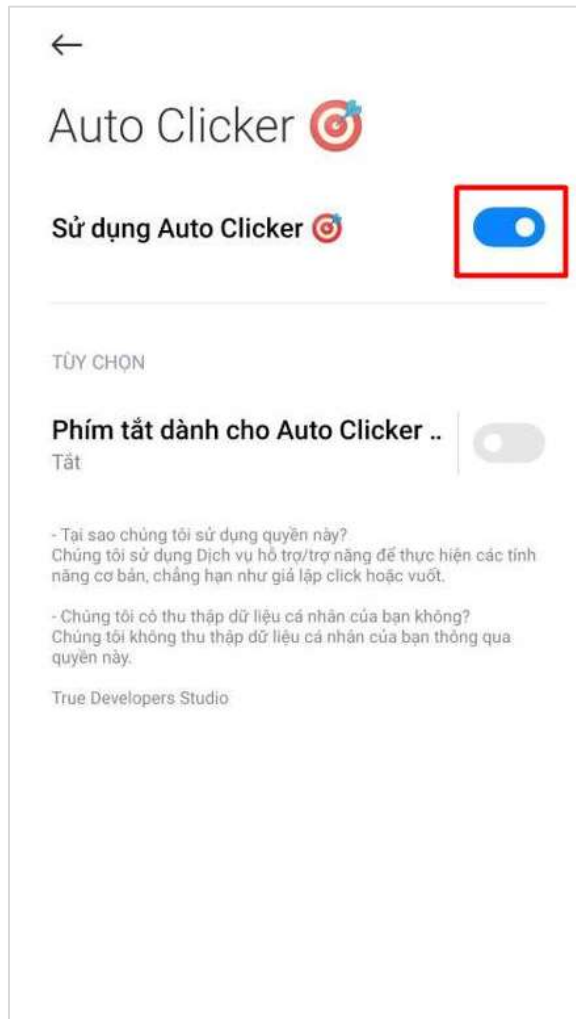 Auto Clicker 🎯
Sử dụng Auto Clicker 🎯
TÙY CHỌN
Phím tắt dành cho Auto Clicker ..
Tắt
- Tại sao chúng tôi sử dụng quyền này?
Chúng tôi sử dụng Dịch vụ hỗ trợ/trợ năng để thực hiện các tính
năng cơ bản, chẳng hạn như giả lập click hoặc vuốt.
- Chúng tôi có thu thập dữ liệu cá nhân của bạn không?
Chúng tôi không thu thập dữ liệu cá nhân của bạn thông qua
quyền này.
True Developers Studio